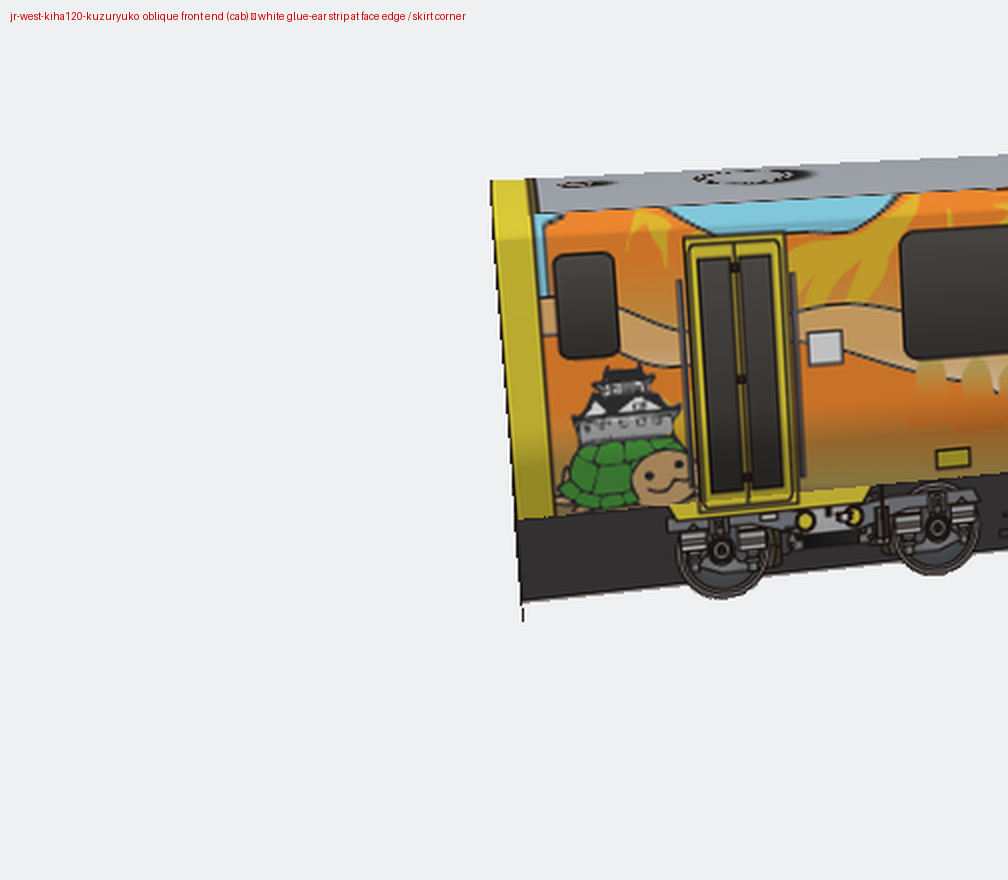 jr-west-kiha120-kuzuryuko oblique front end (cab) white glue-ear strip at face edge / skirt corner